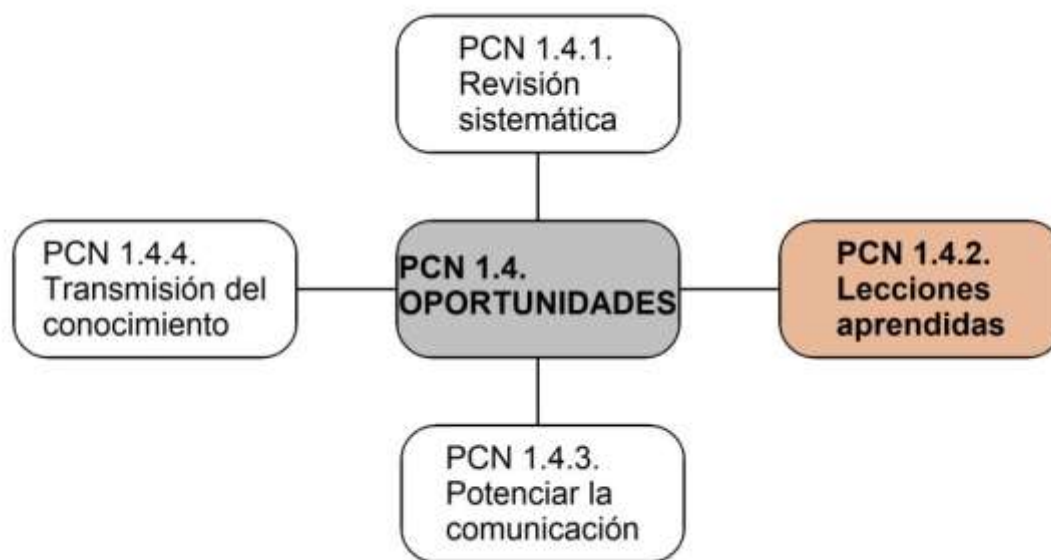 PCN 1.4.1.
Revisión
sistemática
PCN 1.4.4.
Transmisión del
conocimiento
PCN 1.4.
OPORTUNIDADES
PCN 1.4.2.
Lecciones
aprendidas
PCN 1.4.3.
Potenciar la
comunicación